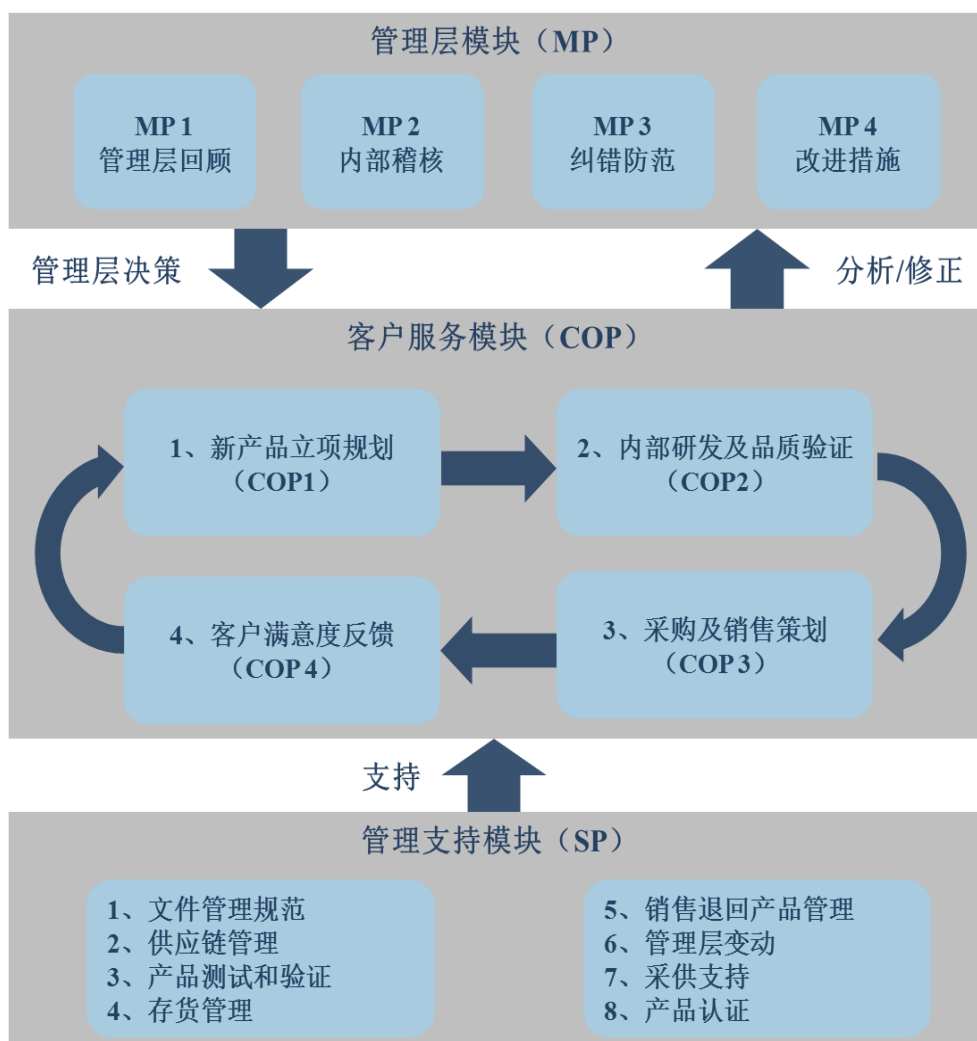 管理层模块（MP）
MP 1
管理层回顾
MP 2
内部稽核
MP 3
纠错防范
MP 4
改进措施
管理层决策
分析/修正
客户服务模块（COP）
1、新产品立项规划
（COP1）
2、内部研发及品质验证
（COP2）
3、采购及销售策划
（COP 3）
4、客户满意度反馈
（COP 4）
支持
管理支持模块（SP）
1、文件管理规范
2、供应链管理
3、产品测试和验证
4、存货管理
5、销售退回产品管理
6、管理层变动
7、采供支持
8、产品认证